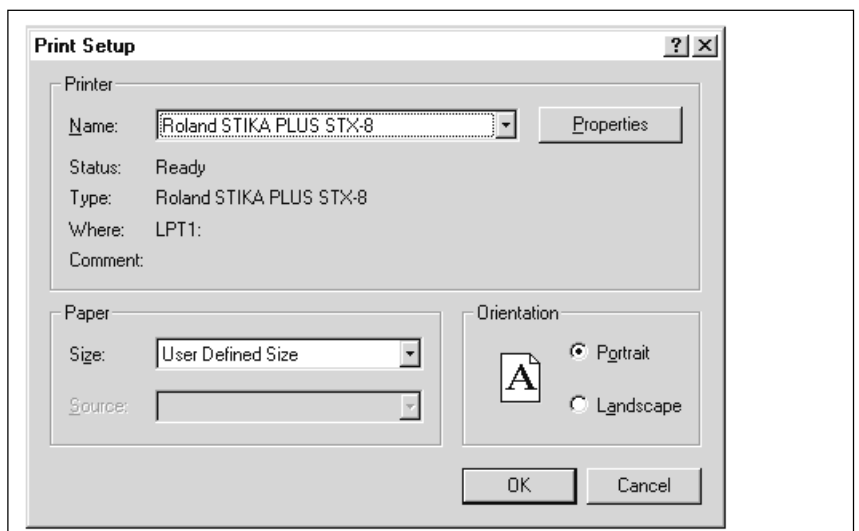 Print Setup
Printer
Name: Roland STIKA PLUS STX-8 Properties
Status: Ready
Type: Roland STIKA PLUS STX-8
Where: LPT1:
Comment:
Paper
Size: User Defined Size
Source:
Orientation
A
Portrait
Landscape
OK Cancel